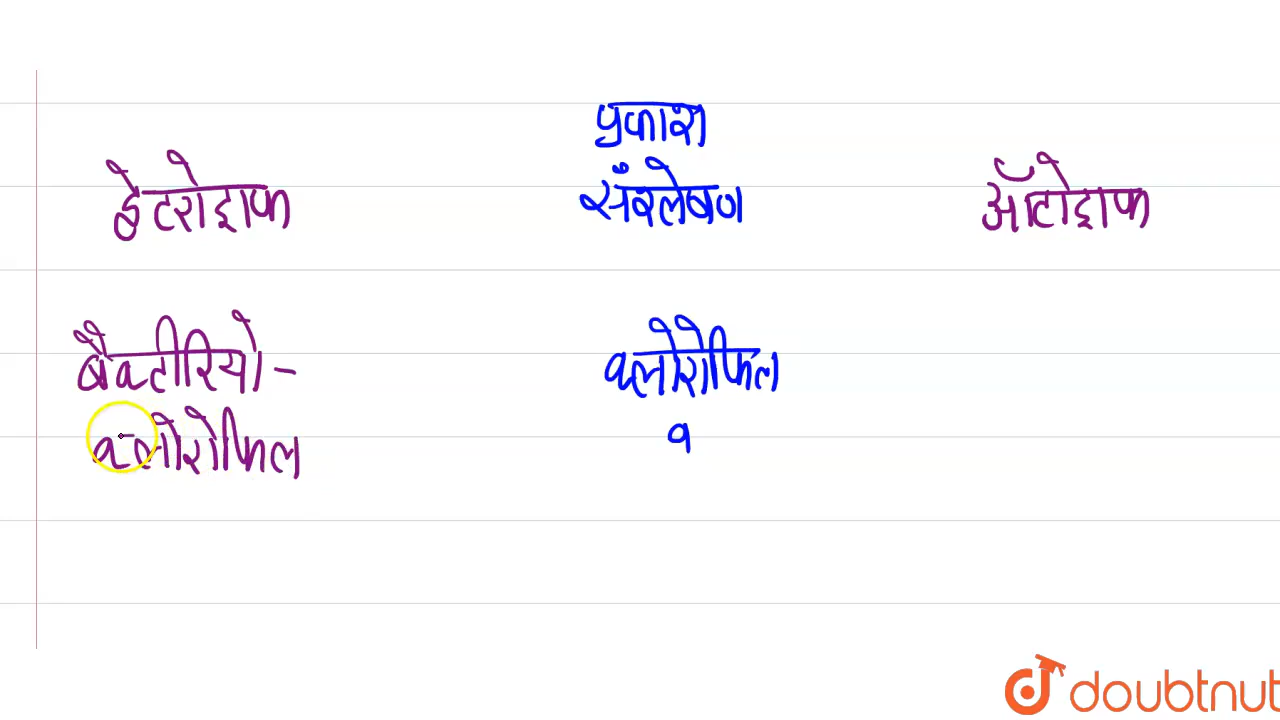 प्रकाश
हेटरोट्राफ संश्लेषण ऑटोट्राफ
बैक्टीरियो- क्लोरोफिल
क्लोरोफिल a
doubtnut